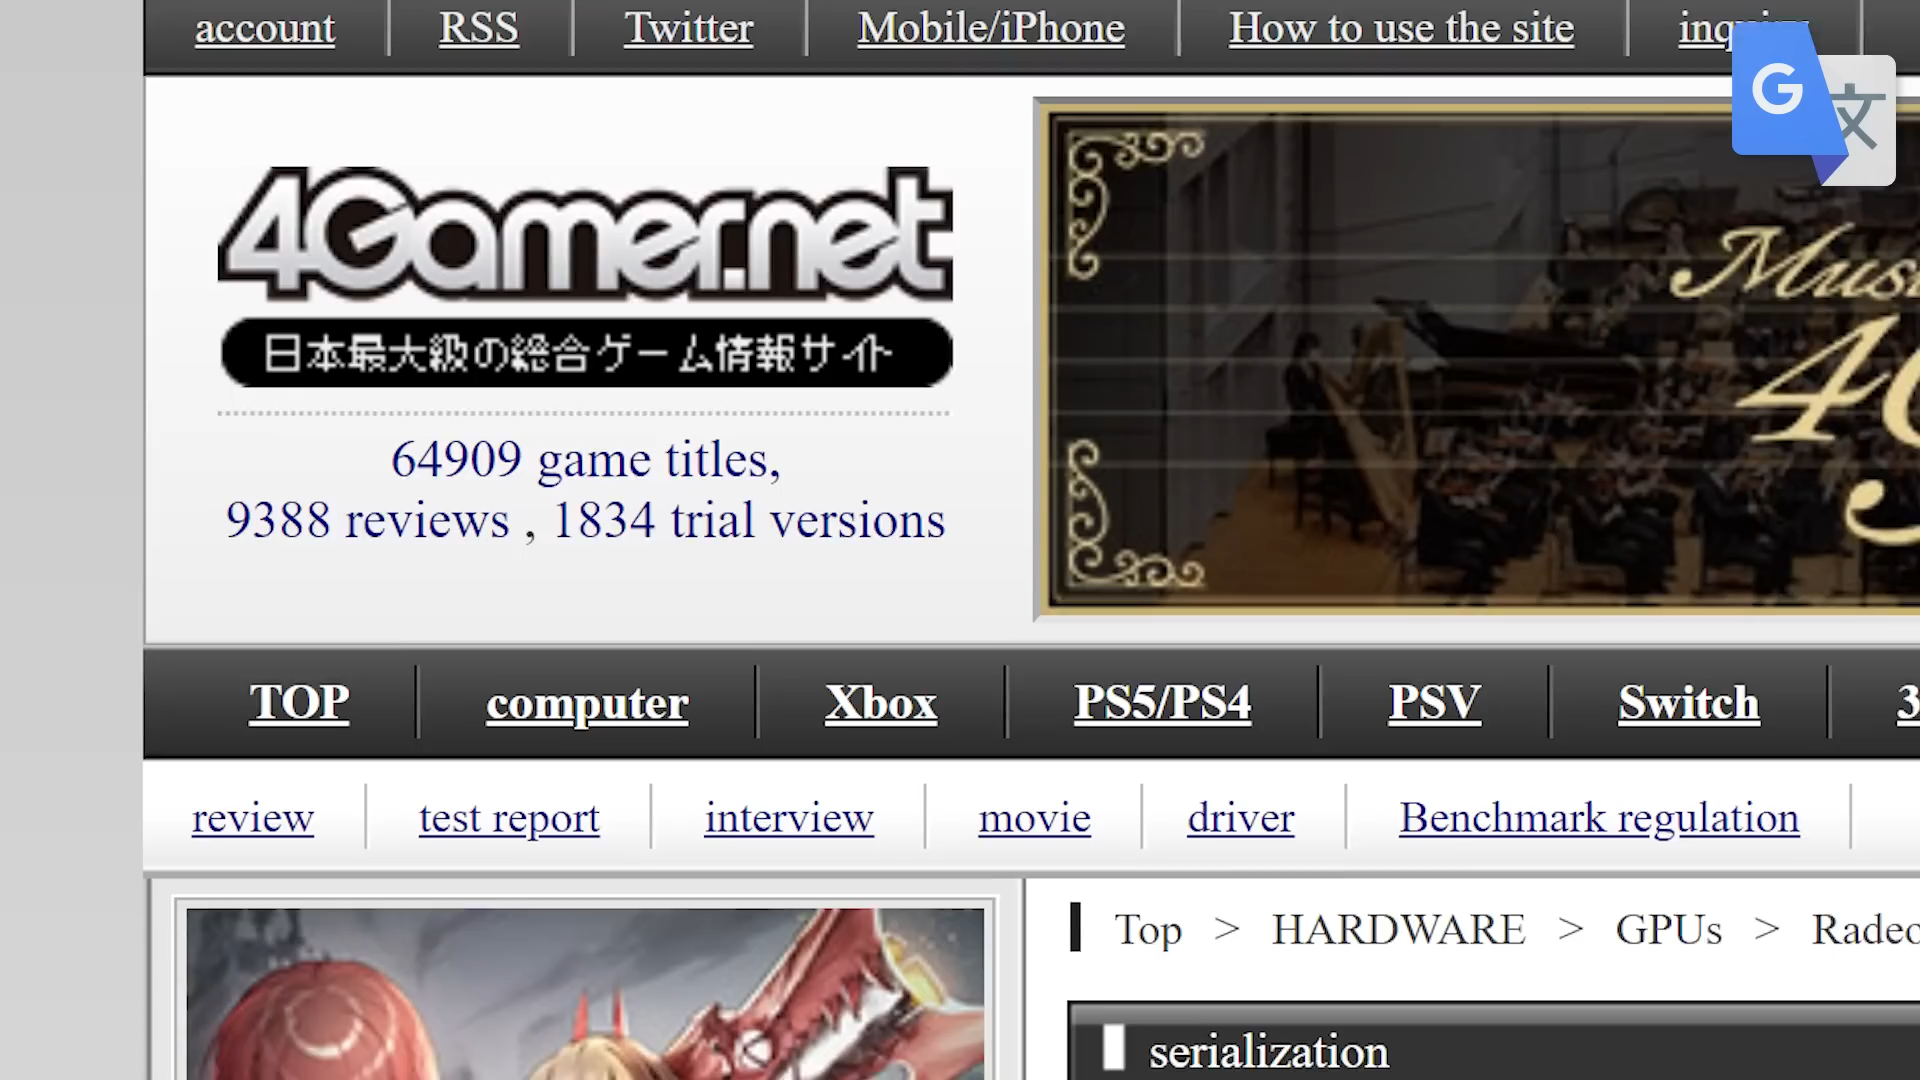 account RSS Twitter Mobile/iPhone How to use the site
G 文
4Gamer.net
日本最大級の総合ゲーム情報サイト
64909 game titles,
9388 reviews , 1834 trial versions
TOP computer Xbox PS5/PS4 PSV Switch 3
review test report interview movie driver Benchmark regulation
Top > HARDWARE > GPUs >
serialization